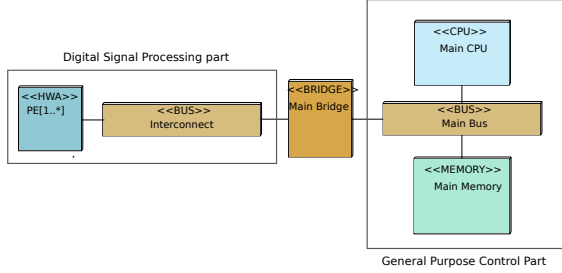 Digital Signal Processing part
<<HWA>>
PE[1..*]
<<BUS>>
Interconnect
<<BRIDGE>>
Main Bridge
<<CPU>>
Main CPU
<<BUS>>
Main Bus
<<MEMORY>>
Main Memory
General Purpose Control Part